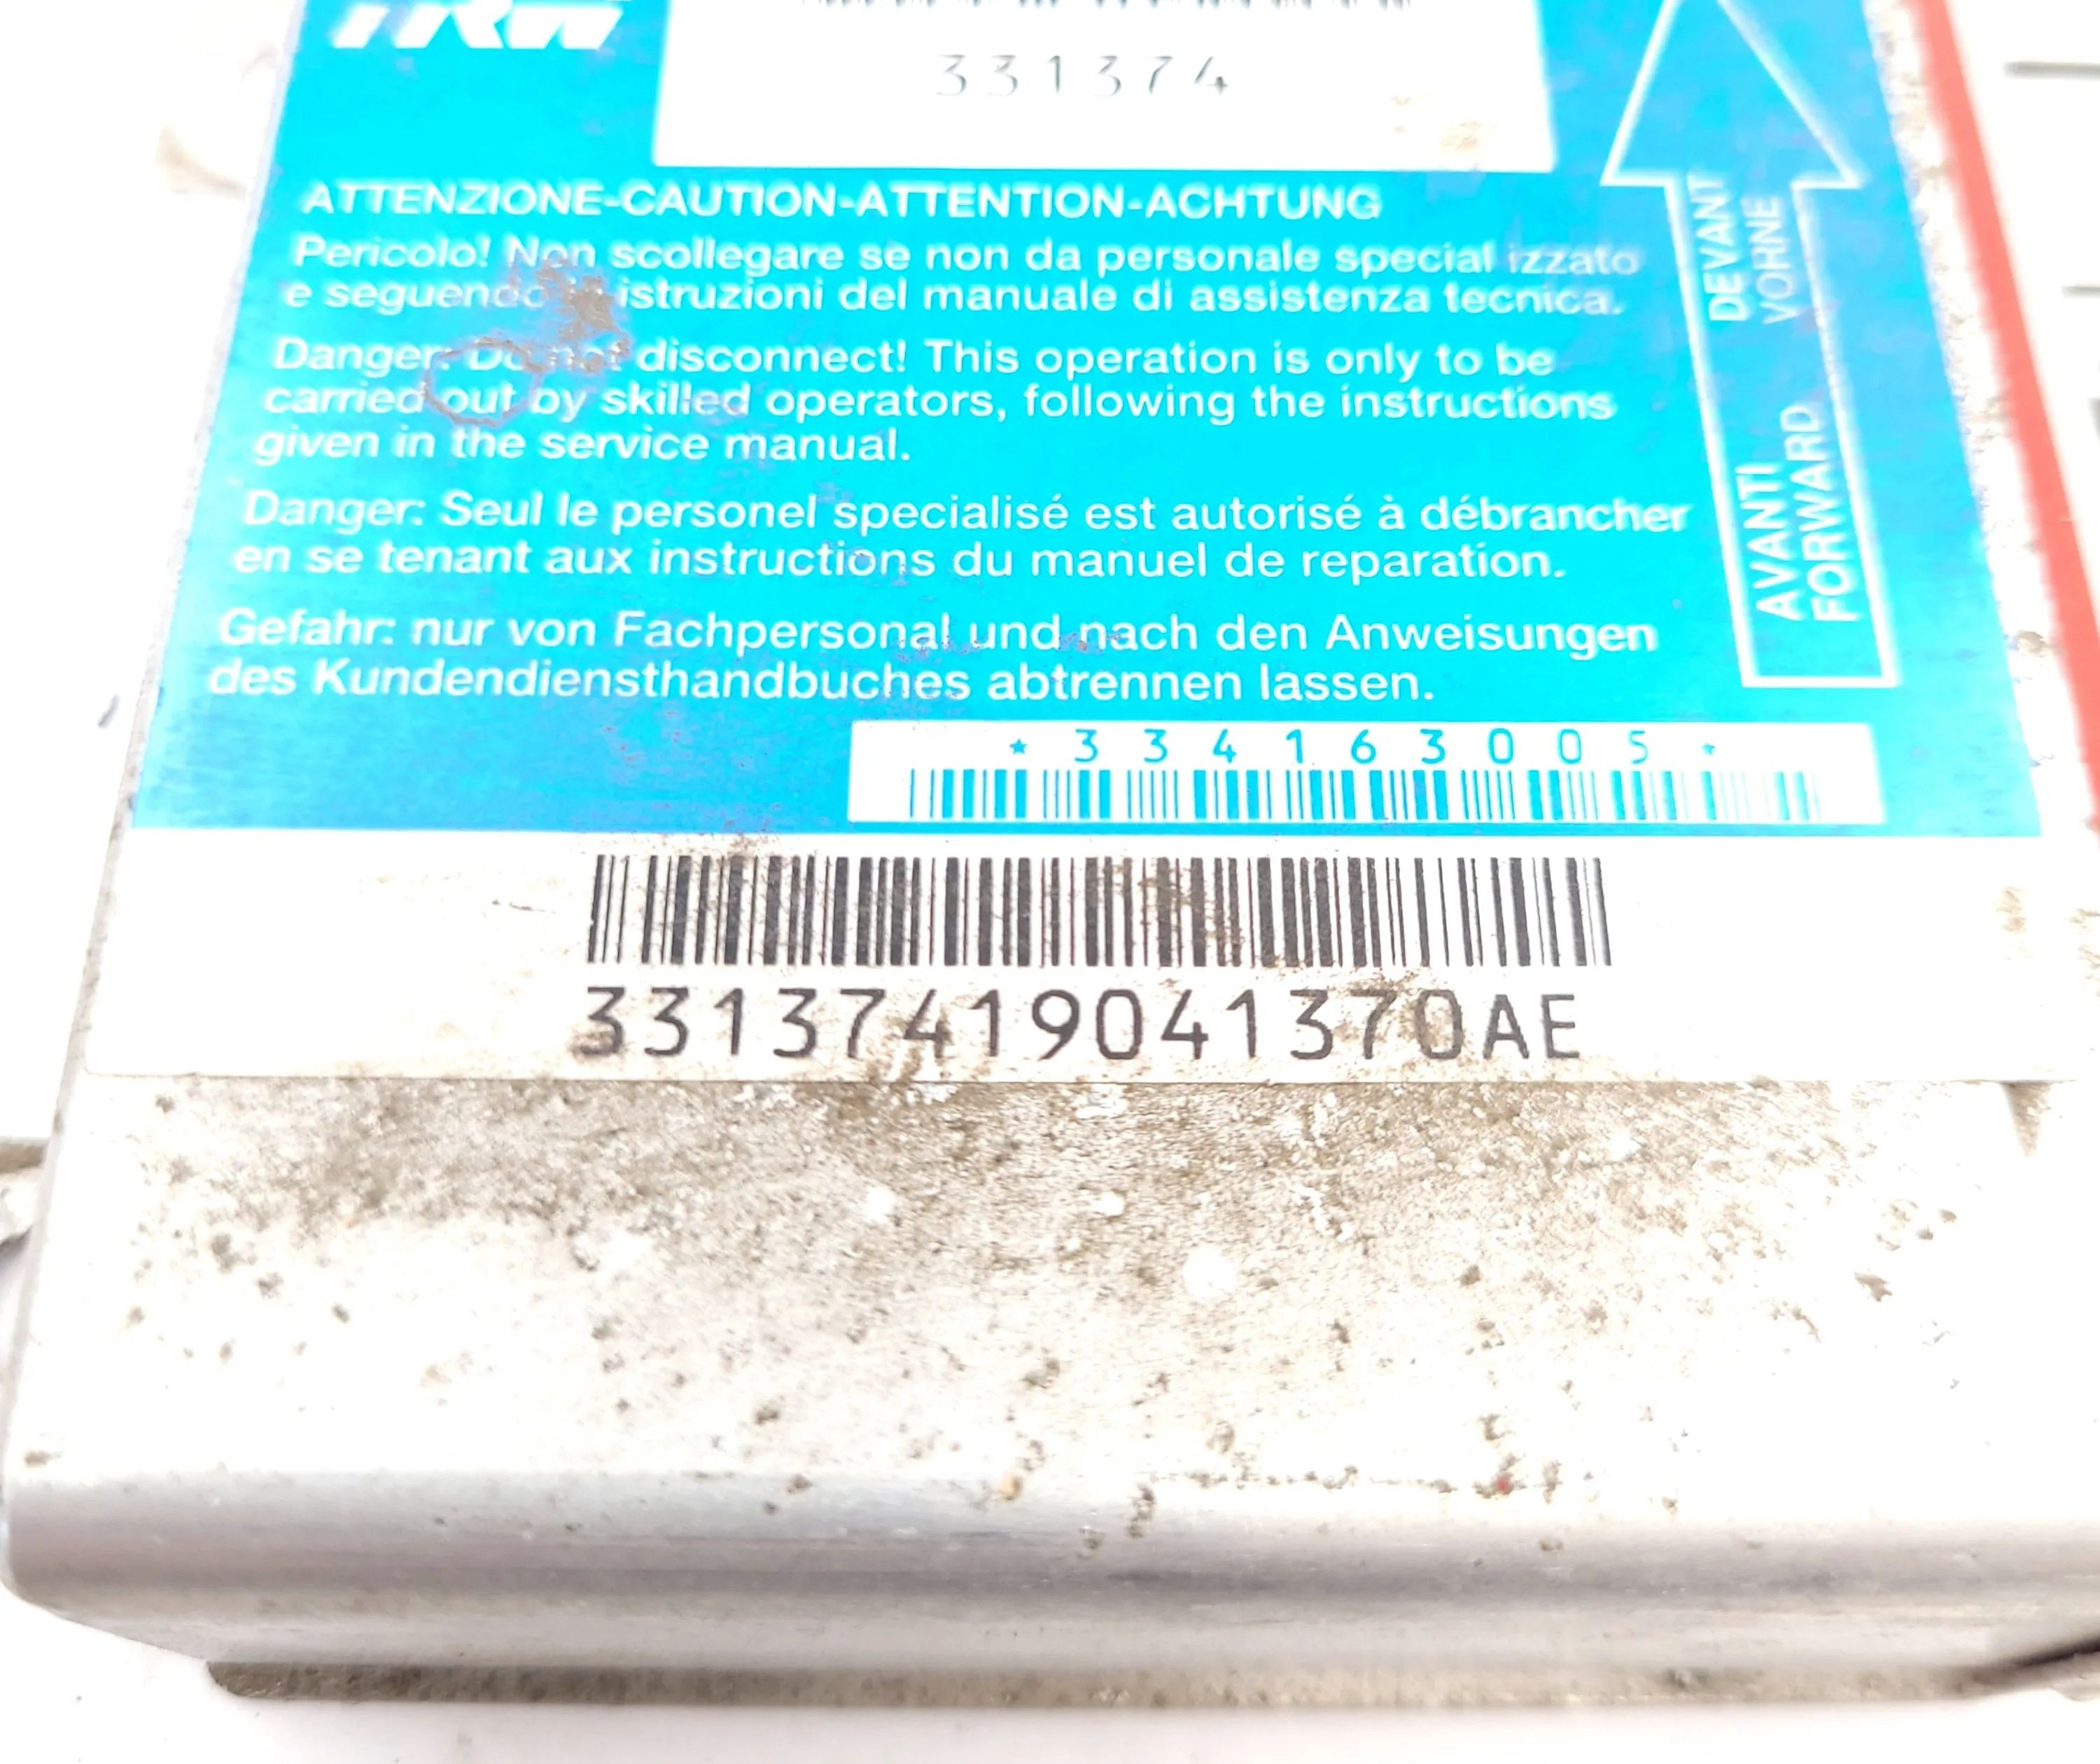 TRW
331374
ATTENZIONE-CAUTION-ATTENTION-ACHTUNG
Pericolo! Non scollegare se non da personale specializzato
e seguendo istruzioni del manuale di assistenza tecnica.
Danger: Do not disconnect! This operation is only to be
carried out by skilled operators, following the instructions
given in the service manual.
Danger: Seul le personel specialisé est autorisé à débrancher
en se tenant aux instructions du manuel de reparation.
Gefahr: nur von Fachpersonal und nach den Anweisungen
des Kundendiensthandbuches abtrennen lassen.
DEVANT
VORNE
AVANTI
FORWARD
* 3 3 4 1 6 3 0 0 5 *
33137419041370AE